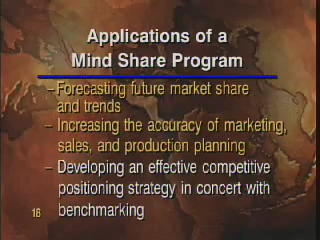 Applications of a
Mind Share Program
– Forecasting future market share
and trends
– Increasing the accuracy of marketing,
sales, and production planning
– Developing an effective competitive
positioning strategy in concert with
18 benchmarking